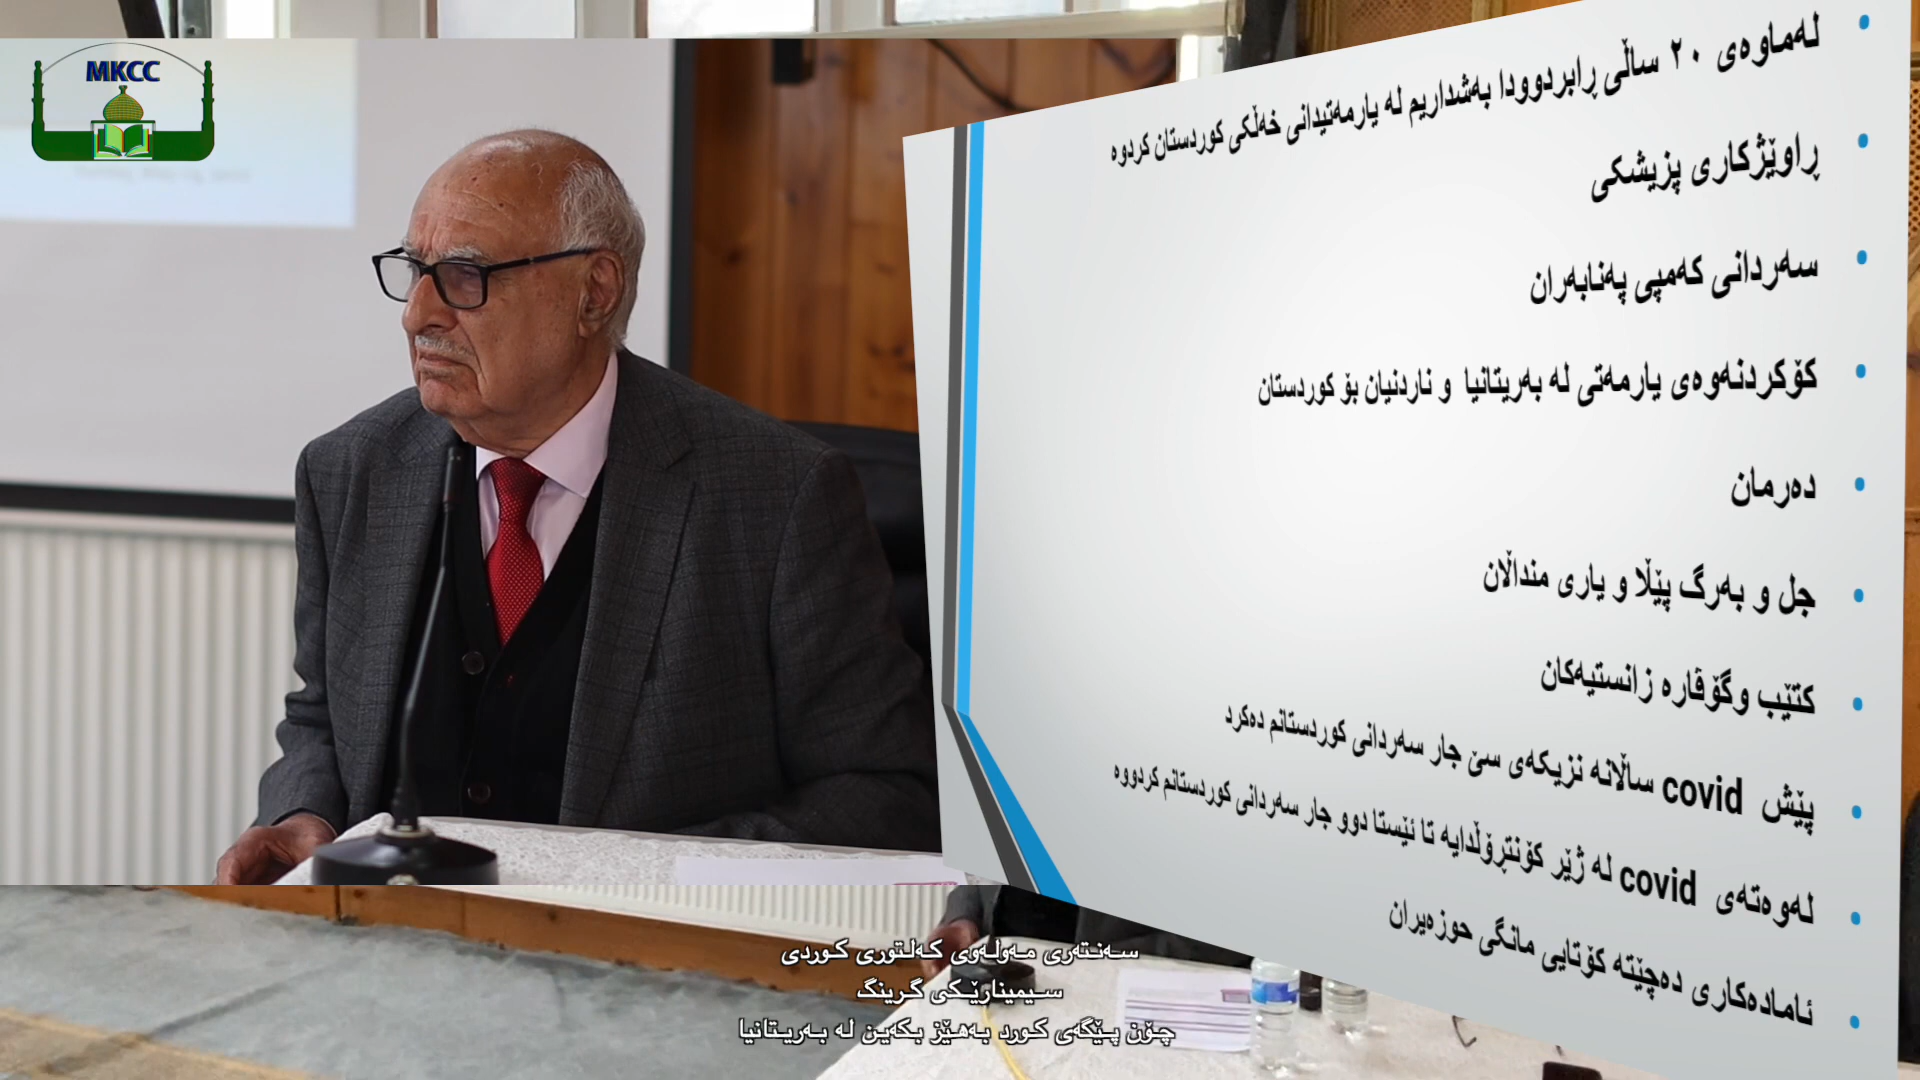 MKCC
لەماوەی ٢٠ ساڵی ڕابردوودا بەشداریم لە یارمەتیدانی خەڵکی کوردستان کردوە
ڕاوێژکاری پزیشکی
سەردانی کەمپی پەنابەران
کۆکردنەوەی یارمەتی لە بەریتانیا و ناردنیان بۆ کوردستان
دەرمان
جل و بەرگ پێڵا و یاری منداڵان
کتێب وگۆڤارە زانستیەکان
پێش covid ساڵانە نزیکەی سێ جار سەردانی کوردستانم دەکرد
لەوەتەی covid لە ژێر کۆنترۆڵدایە تا ئێستا دوو جار سەردانی کوردستانم کردووە
ئامادەکاری دەچێتە کۆتایی مانگی حوزەیران
سەنتەری مەولەوی کەلتوری کوردی
سیمینارێکی گرینگ
چۆن پێگەی کورد بەهێز بکەین لە بەریتانیا